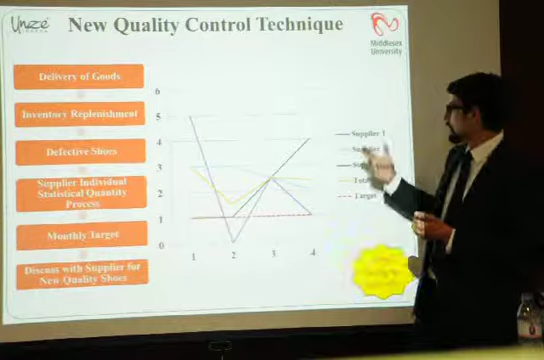 Unze
New Quality Control Technique
Middlesex
University
Delivery of Goods
Inventory Replenishment
Defective Shoes
Supplier Individual
Statistical Quantity
Process
Monthly Target
Discuss with Supplier for
New Quality Shoes
6
5
4
3
2
1
0
1
2
3
4
Supplier 1
Target